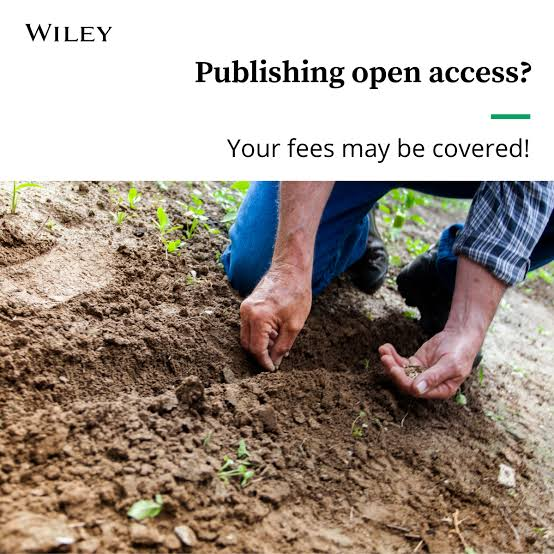 WILEY
Publishing open access?
Your fees may be covered!